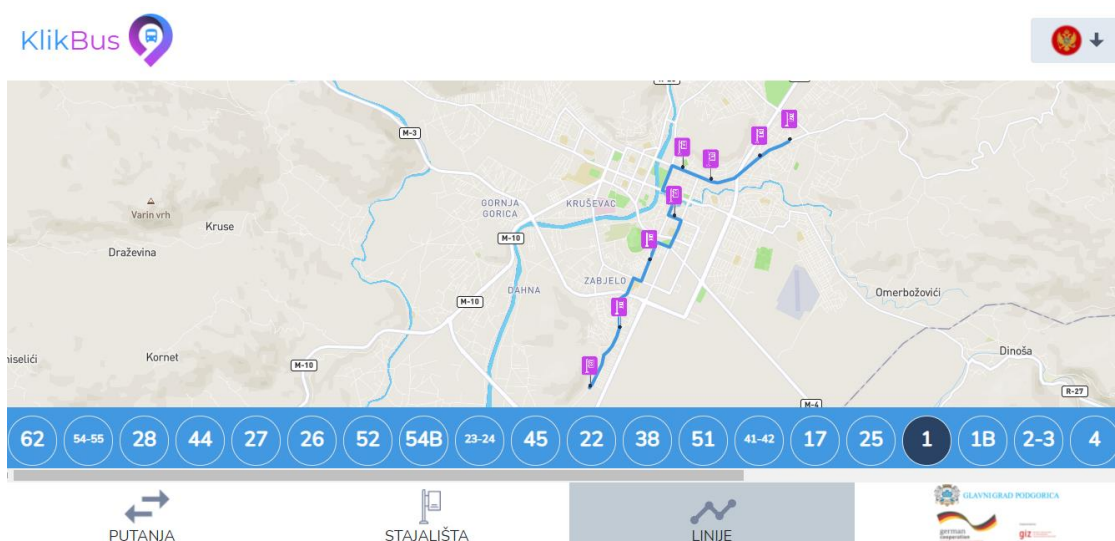 KlikBus
M-3
GORNJA
GORICA
KRUŠEVAC
Varin vrh
Kruse
M-10
Draževina
ZABJELO
DAHNA
M-10
Omerbožovići
Kornet
M-10
Dinoša
R-27
M-4
62 54-55 28 44 27 26 52 54B 23-24 45 22 38 51 41-42 17 25 1 1B 2-3 4
PUTANJA
STAJALIŠTA
LINIJE
GLAVNI GRAD PODGORICA
german
cooperation
giz